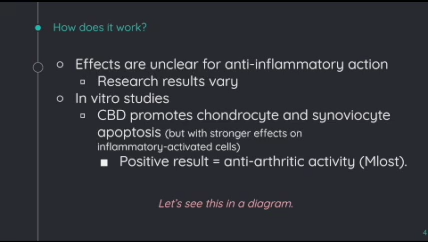 How does it work?
Effects are unclear for anti-inflammatory action
Research results vary
In vitro studies
CBD promotes chondrocyte and synoviocyte
apoptosis (but with stronger effects on
inflammatory-activated cells)
Positive result = anti-arthritic activity (Mlost).
Let's see this in a diagram.
4